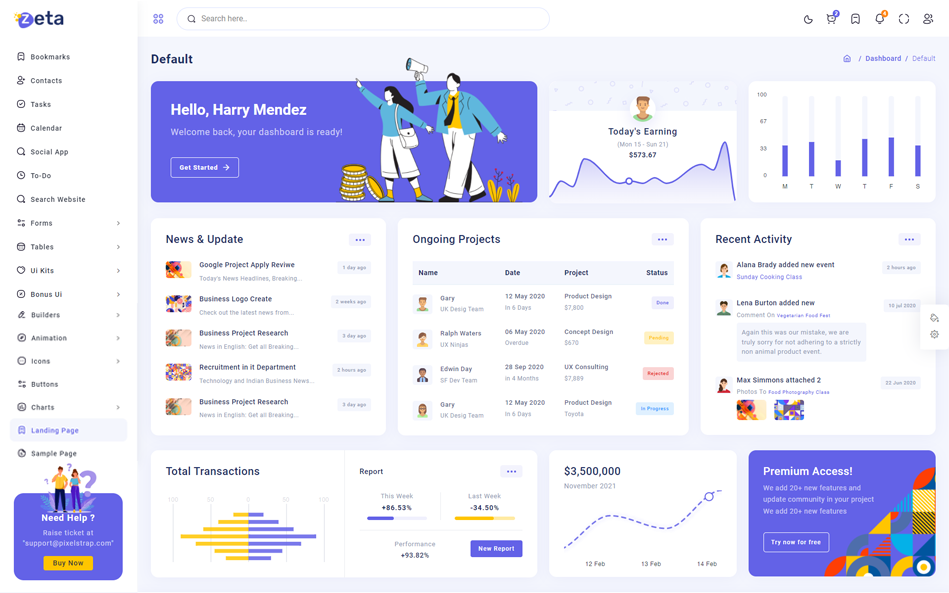 zeta
Search here..
2
4
Bookmarks
Contacts
Tasks
Calendar
Social App
To-Do
Search Website
Forms
Tables
Ui Kits
Bonus Ui
Builders
Animation
Icons
Buttons
Charts
Landing Page
Sample Page
Need Help ?
Raise ticket at
"support@pixelstrap.com"
Buy Now
Default
/ Dashboard / Default
Hello, Harry Mendez
Welcome back, your dashboard is ready!
Get Started
Today's Earning
(Mon 15 - Sun 21)
$573.67
100
67
33
0
M T W T F S
News & Update
Google Project Apply Reviwe
Today's News Headlines, Breaking...
1 day ago
Business Logo Create
Check out the latest news from...
2 weeks ago
Business Project Research
News in English: Get all Breaking...
3 day ago
Recruitment in it Department
Technology and Indian Business News...
2 hours ago
Business Project Research
News in English: Get all Breaking...
3 day ago
Ongoing Projects
Name Date Project Status
Gary 12 May 2020 Product Design Done
UK Desig Team In 6 Days $7,800
Ralph Waters 06 May 2020 Concept Design Pending
UX Ninjas Overdue $670
Edwin Day 28 Sep 2020 UX Consulting Rejected
SF Dev Team In 4 Months $7,889
Gary 12 May 2020 Product Design In Progress
UK Desig Team In 6 Days Toyota
Recent Activity
Alana Brady added new event
Sunday Cooking Class
3 hours ago
Lena Burton added new
Comment On Vegetarian Food Feet
10 jul 2020
Again this was our mistake, we are
truly sorry for not adhering to a strictly
non animal product event.
Max Simmons attached 2
Photos To Food Photography Class
22 Jun 2020
Total Transactions
100 50 0 50 100
Report
This Week
+86.53%
Last Week
-34.50%
Performance
+93.82%
New Report
$3,500,000
November 2021
12 Feb 13 Feb 14 Feb
Premium Access!
We add 20+ new features and
update community in your project
We add 20+ new features
Try now for free